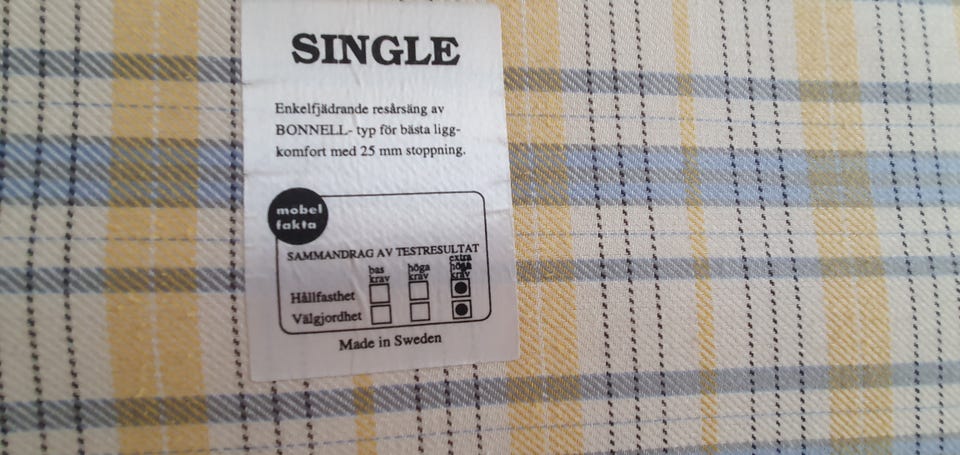 SINGLE
Enkelfjädrande resårsäng av
BONNELL- typ för bästa ligg-
komfort med 25 mm stoppning.
mobel
fakta
SAMMANDRAG AV TESTRESULTAT
bas krav
höga krav
extra höga krav
Hållfasthet
Välgjordhet
Made in Sweden